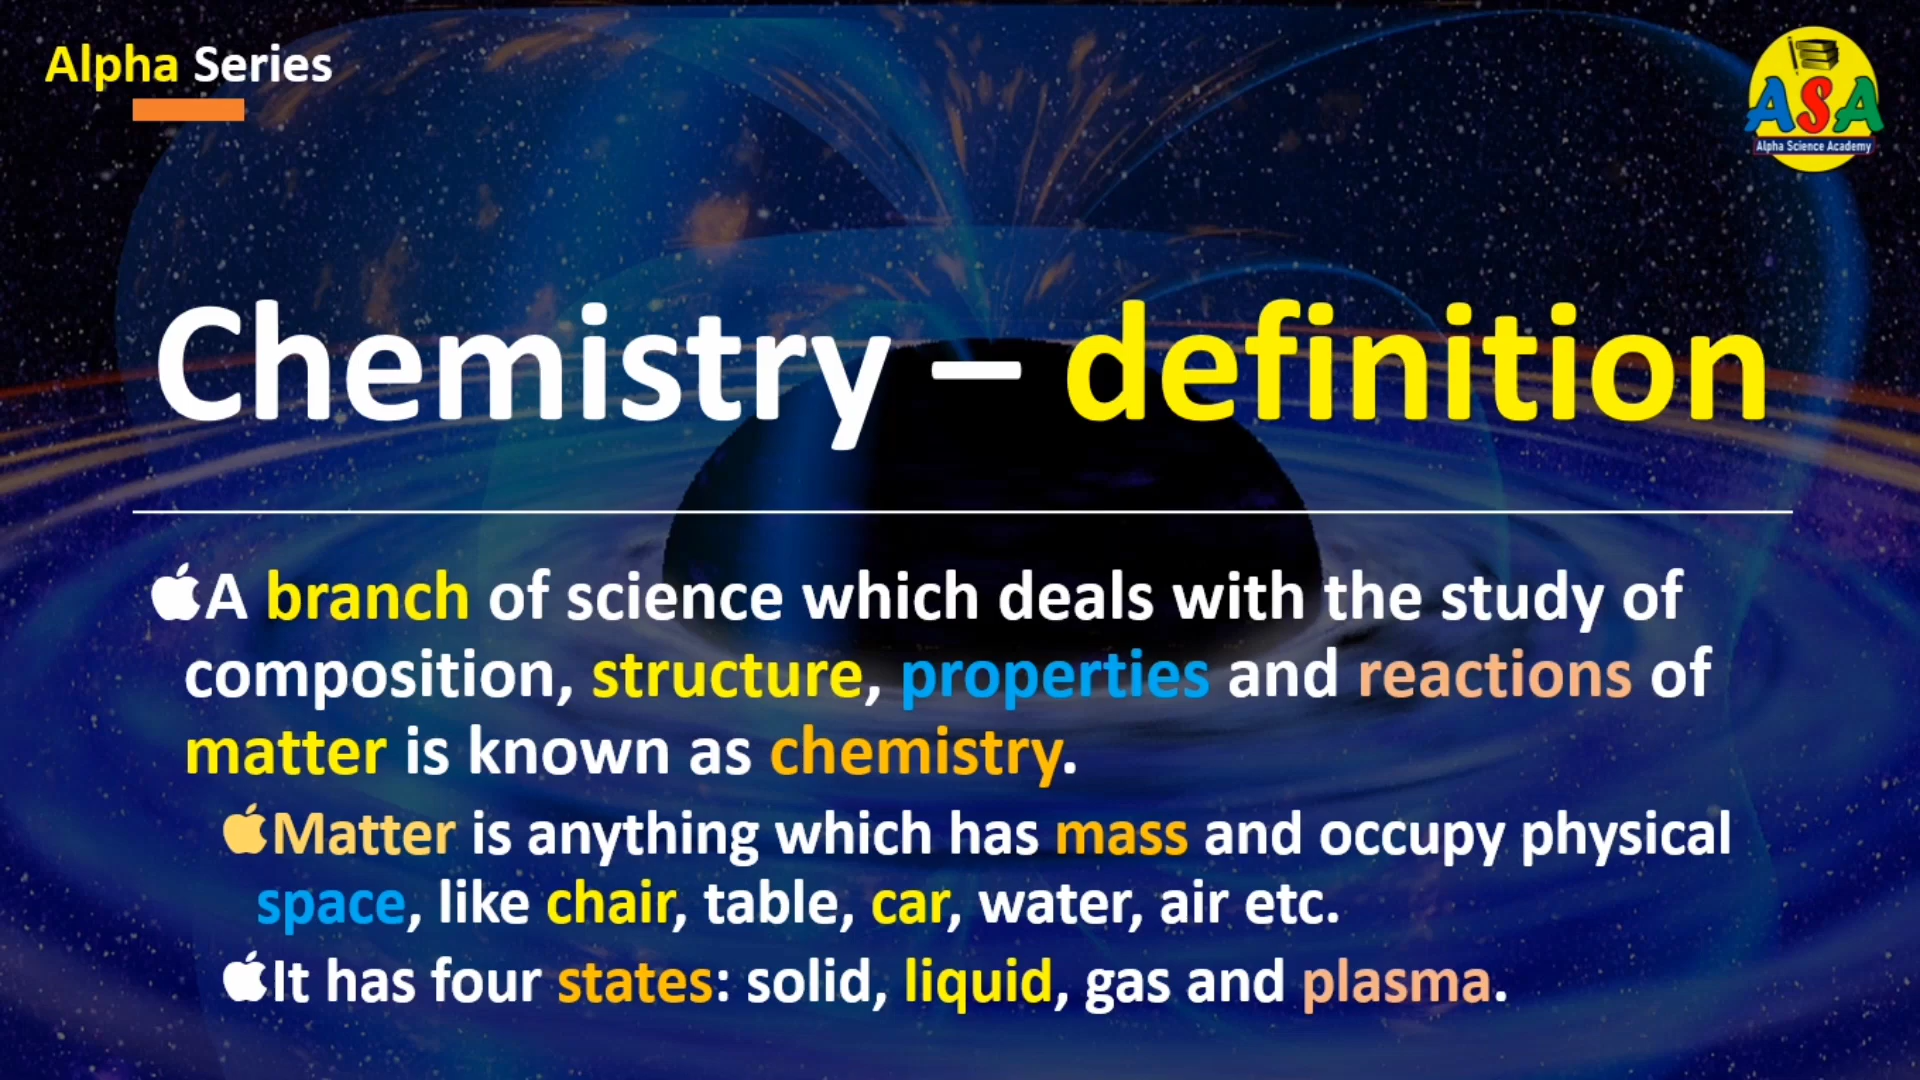 Alpha Series
ASA
Alpha Science Academy
Chemistry – definition
A branch of science which deals with the study of
composition, structure, properties and reactions of
matter is known as chemistry.
Matter is anything which has mass and occupy physical
space, like chair, table, car, water, air etc.
It has four states: solid, liquid, gas and plasma.